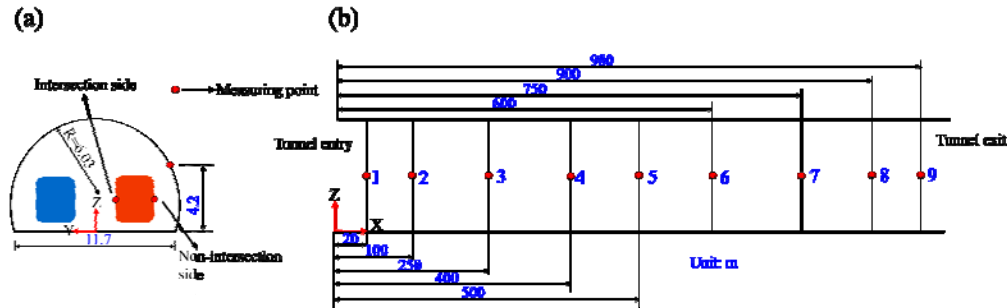 (a)
Intersection side
Measuring point
R=6.03
Z
Y
4.2
11.7
Non-intersection
side
(b)
980
900
750
600
Tunnel entry
Tunnel exit
1
2
3
4
5
6
7
8
9
Z
X
20
100
250
400
500
Unit: m